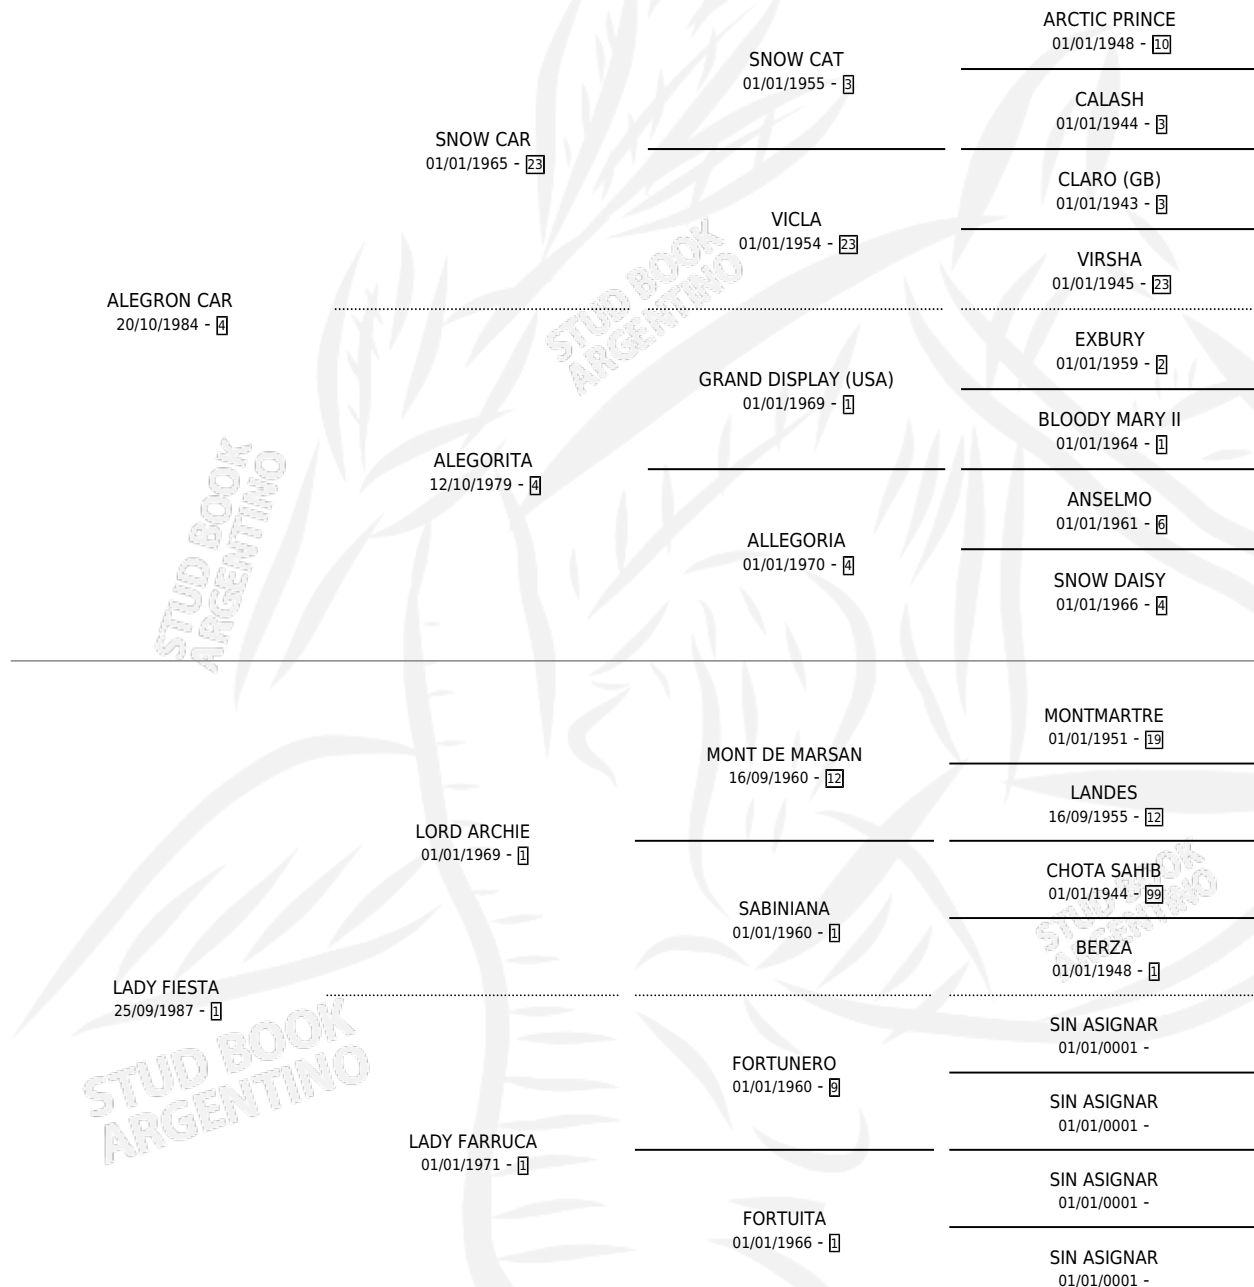 ARCTIC PRINCE
01/01/1948 - 10
SNOW CAT
01/01/1955 - 3
CALASH
01/01/1944 - 3
SNOW CAR
01/01/1965 - 23
CLARO (GB)
01/01/1943 - 3
VICLA
01/01/1954 - 23
VIRSHA
01/01/1945 - 23
STUD BOOK
ARGENTINO
ALEGRON CAR
20/10/1984 - 4
EXBURY
01/01/1959 - 2
GRAND DISPLAY (USA)
01/01/1969 - 1
BLOODY MARY II
01/01/1964 - 1
ALEGORITA
12/10/1979 - 4
ANSELMO
01/01/1961 - 6
ALLEGORIA
01/01/1970 - 4
SNOW DAISY
01/01/1966 - 4
STUD BOOK
ARGENTINO
MONTMARTRE
01/01/1951 - 19
MONT DE MARSAN
16/09/1960 - 12
LANDES
16/09/1955 - 12
LORD ARCHIE
01/01/1969 - 1
CHOTA SAHIB
01/01/1944 - 99
SABINIANA
01/01/1960 - 1
BERZA
01/01/1948 - 1
STUD BOOK
ARGENTINO
LADY FIESTA
25/09/1987 - 1
SIN ASIGNAR
01/01/0001 -
FORTUNERO
01/01/1960 - 9
SIN ASIGNAR
01/01/0001 -
STUD BOOK
ARGENTINO
LADY FARRUCA
01/01/1971 - 1
SIN ASIGNAR
01/01/0001 -
FORTUITA
01/01/1966 - 1
SIN ASIGNAR
01/01/0001 -